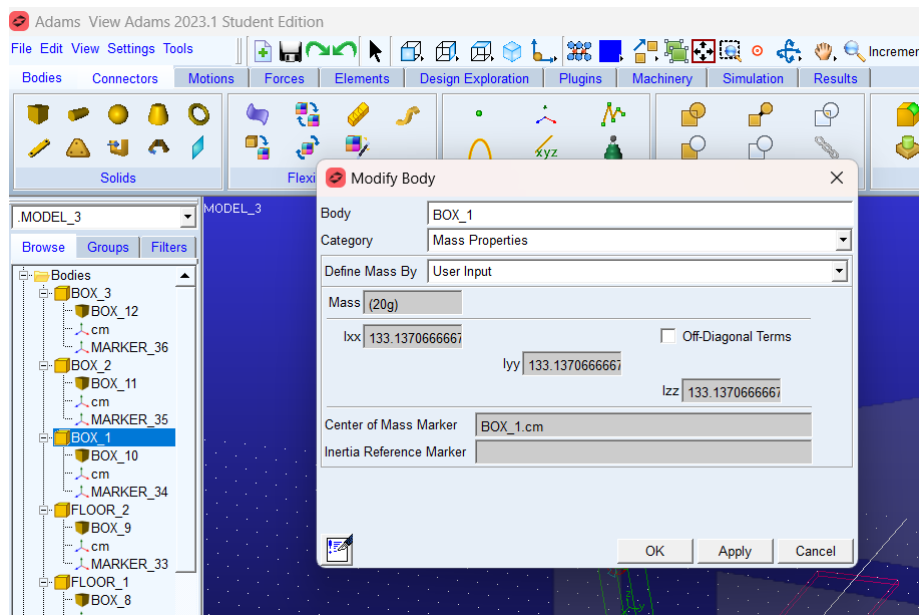 Adams View Adams 2023.1 Student Edition
File Edit View Settings Tools
Increment
Bodies Connectors Motions Forces Elements Design Exploration Plugins Machinery Simulation Results
xyz
Solids
Flexi
Modify Body
.MODEL_3
MODEL_3
Body BOX_1
Category Mass Properties
Browse Groups Filters
Define Mass By User Input
Bodies
BOX_3
BOX_12
cm
MARKER_36
BOX_2
BOX_11
cm
MARKER_35
BOX_1
BOX_10
cm
MARKER_34
FLOOR_2
BOX_9
cm
MARKER_33
FLOOR_1
BOX_8
Mass (20g)
Ixx 133.1370666667
Off-Diagonal Terms
Iyy 133.1370666667
Izz 133.1370666667
Center of Mass Marker BOX_1.cm
Inertia Reference Marker
OK Apply Cancel